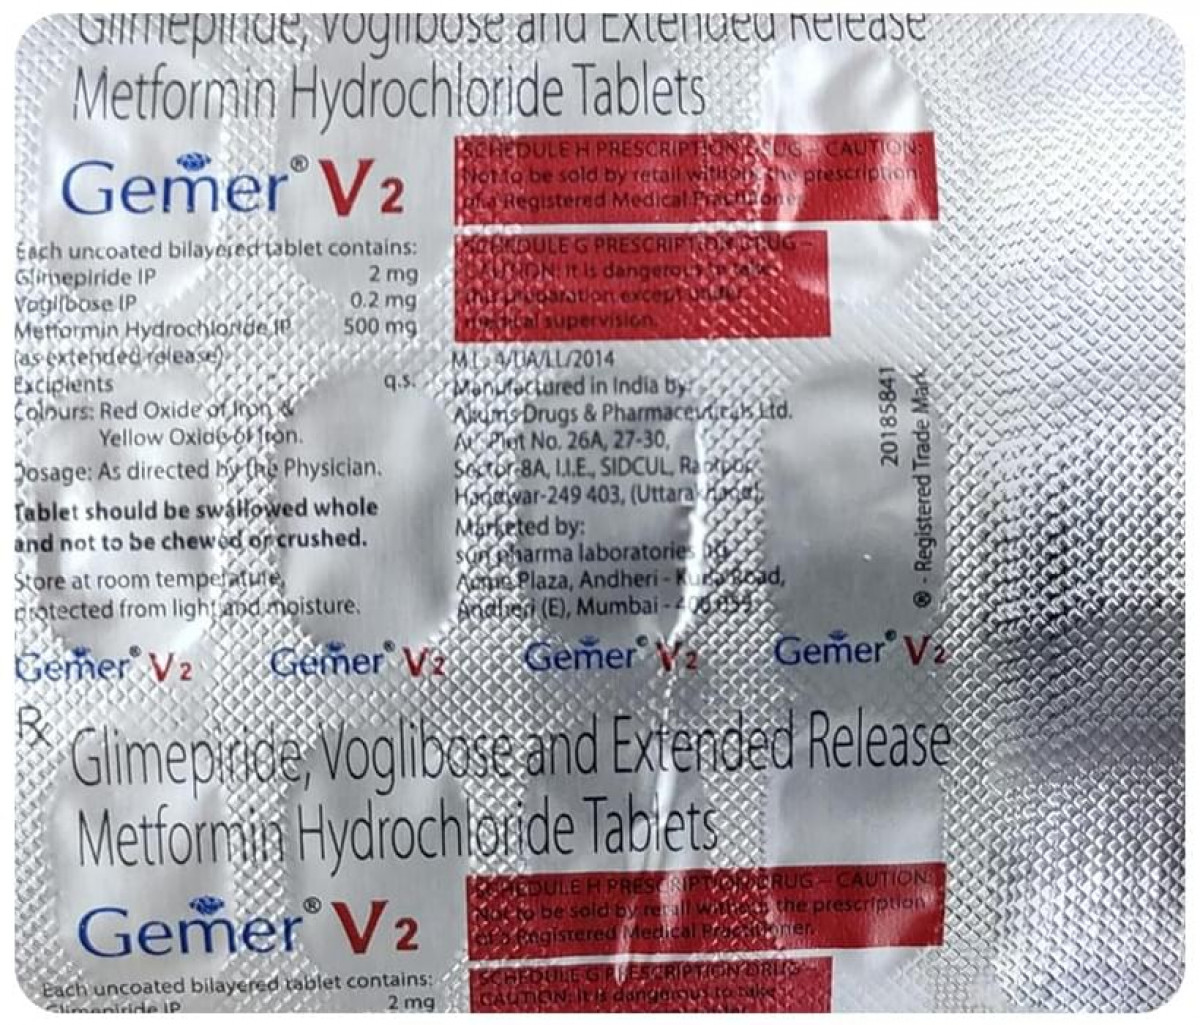 Glimepiride, Voglibose and Extended Release
Metformin Hydrochloride Tablets
Gemer® V2
SCHEDULE H PRESCRIPTION DRUG – CAUTION:
Not to be sold by retail without the prescription
of a Registered Medical Practitioner.
Each uncoated bilayered tablet contains:
Glimepiride IP 2 mg
Voglibose IP 0.2 mg
Metformin Hydrochloride IP 500 mg
(as extended release)
Excipients q.s.
Colours: Red Oxide of Iron &
Yellow Oxide of Iron.
Dosage: As directed by the Physician.
Tablet should be swallowed whole
and not to be chewed or crushed.
Store at room temperature,
protected from light and moisture.
SCHEDULE G PRESCRIPTION DRUG –
CAUTION: It is dangerous to take
this preparation except under
medical supervision.
M.L. 4/UA/LL/2014
Manufactured in India by:
Akums Drugs & Pharmaceuticals Ltd.
At: Plot No. 26A, 27-30,
Sector-8A, I.I.E., SIDCUL, Ranipur,
Haridwar-249 403, (Uttarakhand).
Marketed by:
sun pharma laboratories
Acme Plaza, Andheri - Kurla Road,
Andheri (E), Mumbai - 400 059
20185841
® - Registered Trade Mark
Gemer® V2 Gemer® V2 Gemer® V2 Gemer® V2
Rx
Glimepiride, Voglibose and Extended Release
Metformin Hydrochloride Tablets
Gemer® V2
SCHEDULE H PRESCRIPTION DRUG – CAUTION:
Not to be sold by retail without the prescription
of a Registered Medical Practitioner.
Each uncoated bilayered tablet contains:
Glimepiride IP 2 mg
SCHEDULE G PRESCRIPTION DRUG –
CAUTION: It is dangerous to take